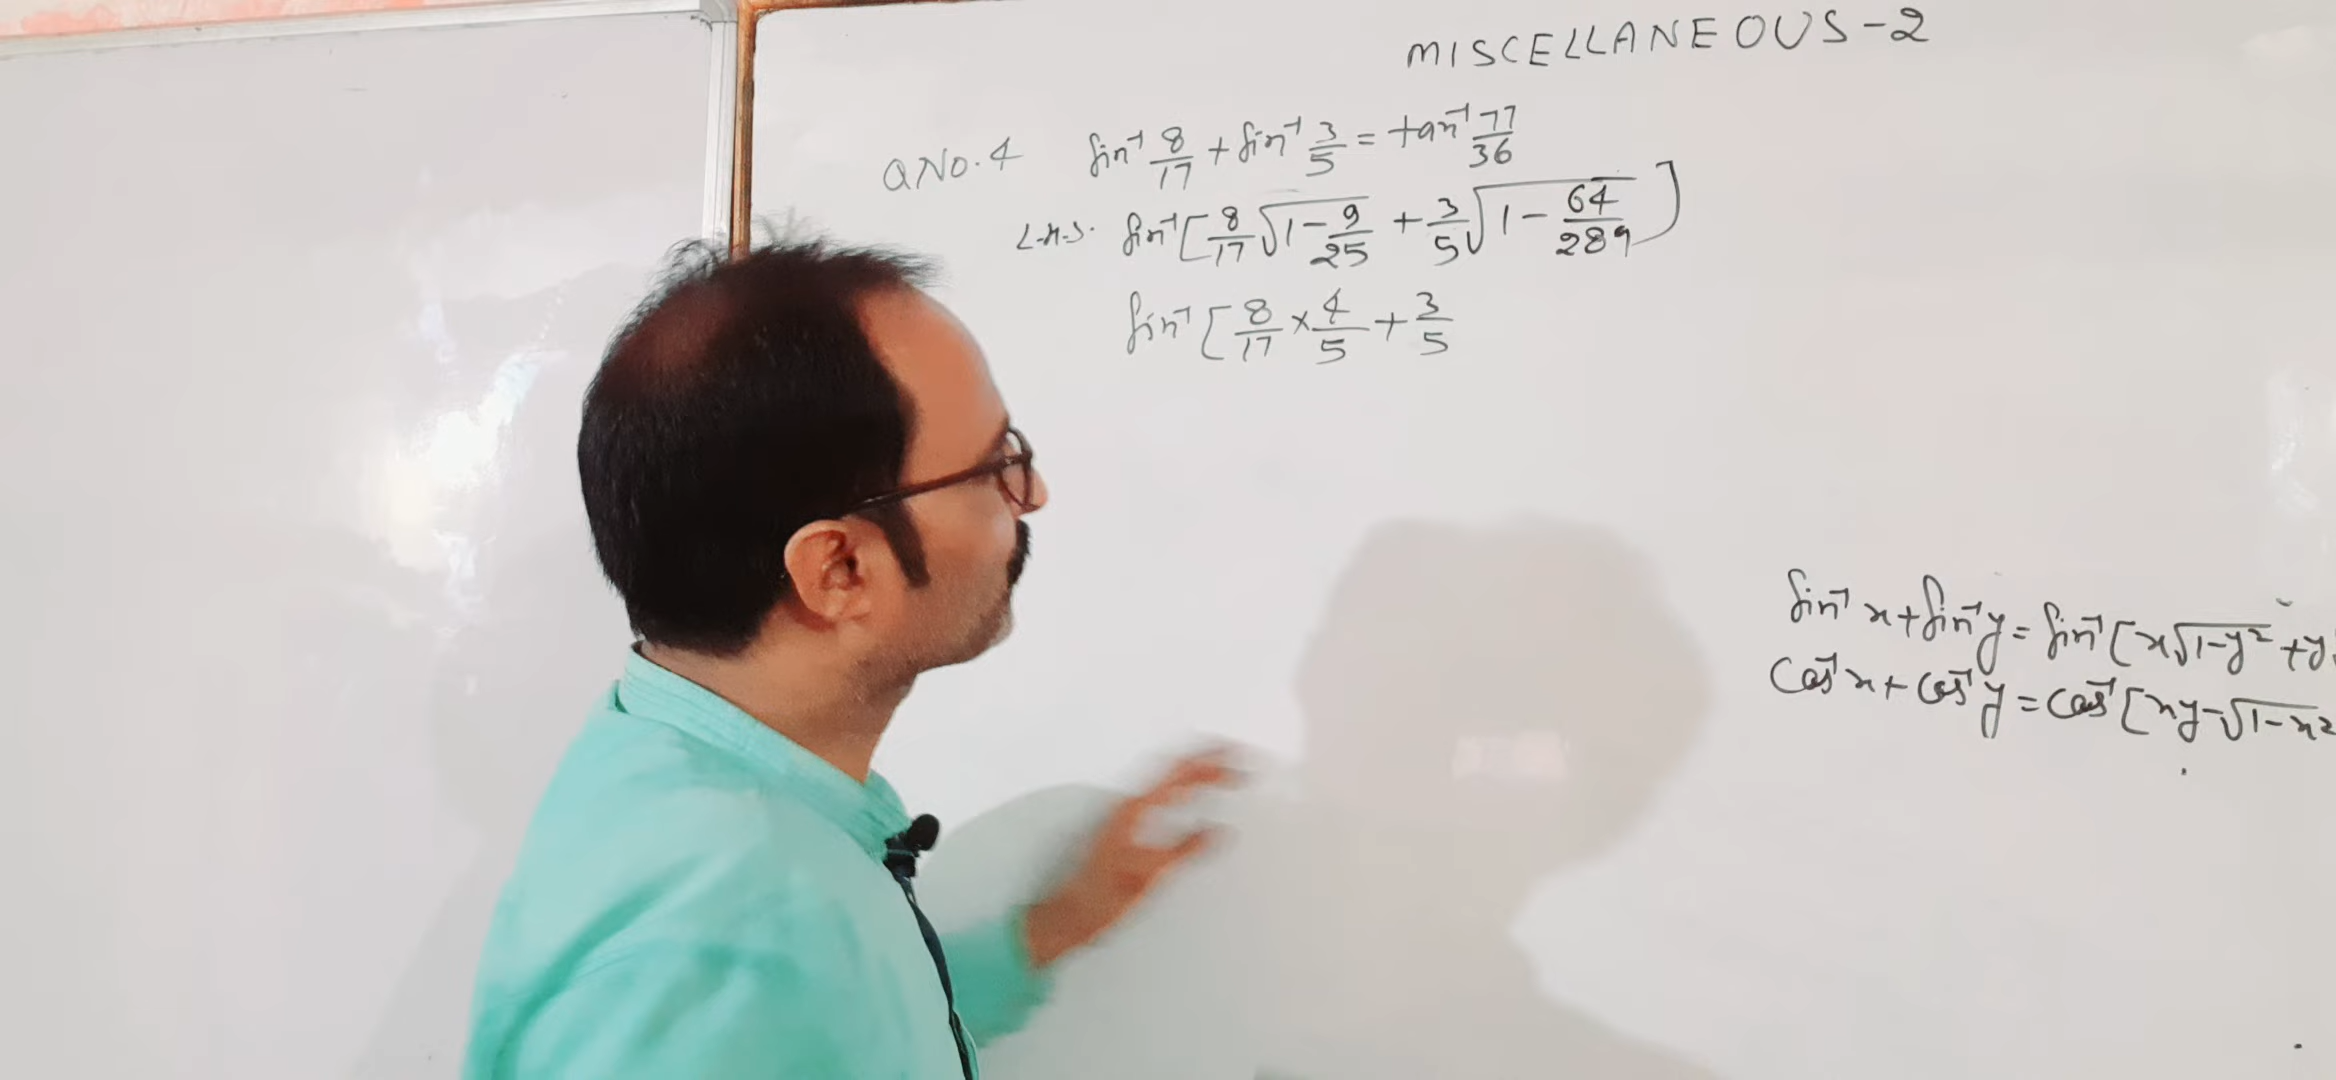 MISCELLANEOUS-2
QNO.4 sin⁻¹ 8/17 + sin⁻¹ 3/5 = tan⁻¹ 77/36
L.H.S. sin⁻¹[8/17 √(1-9/25) + 3/5 √(1-64/289)]
sin⁻¹[8/17 × 4/5 + 3/5
sin⁻¹ x + sin⁻¹ y = sin⁻¹[x√(1-y²) + y
cos⁻¹ x + cos⁻¹ y = cos⁻¹[xy-√(1-x²